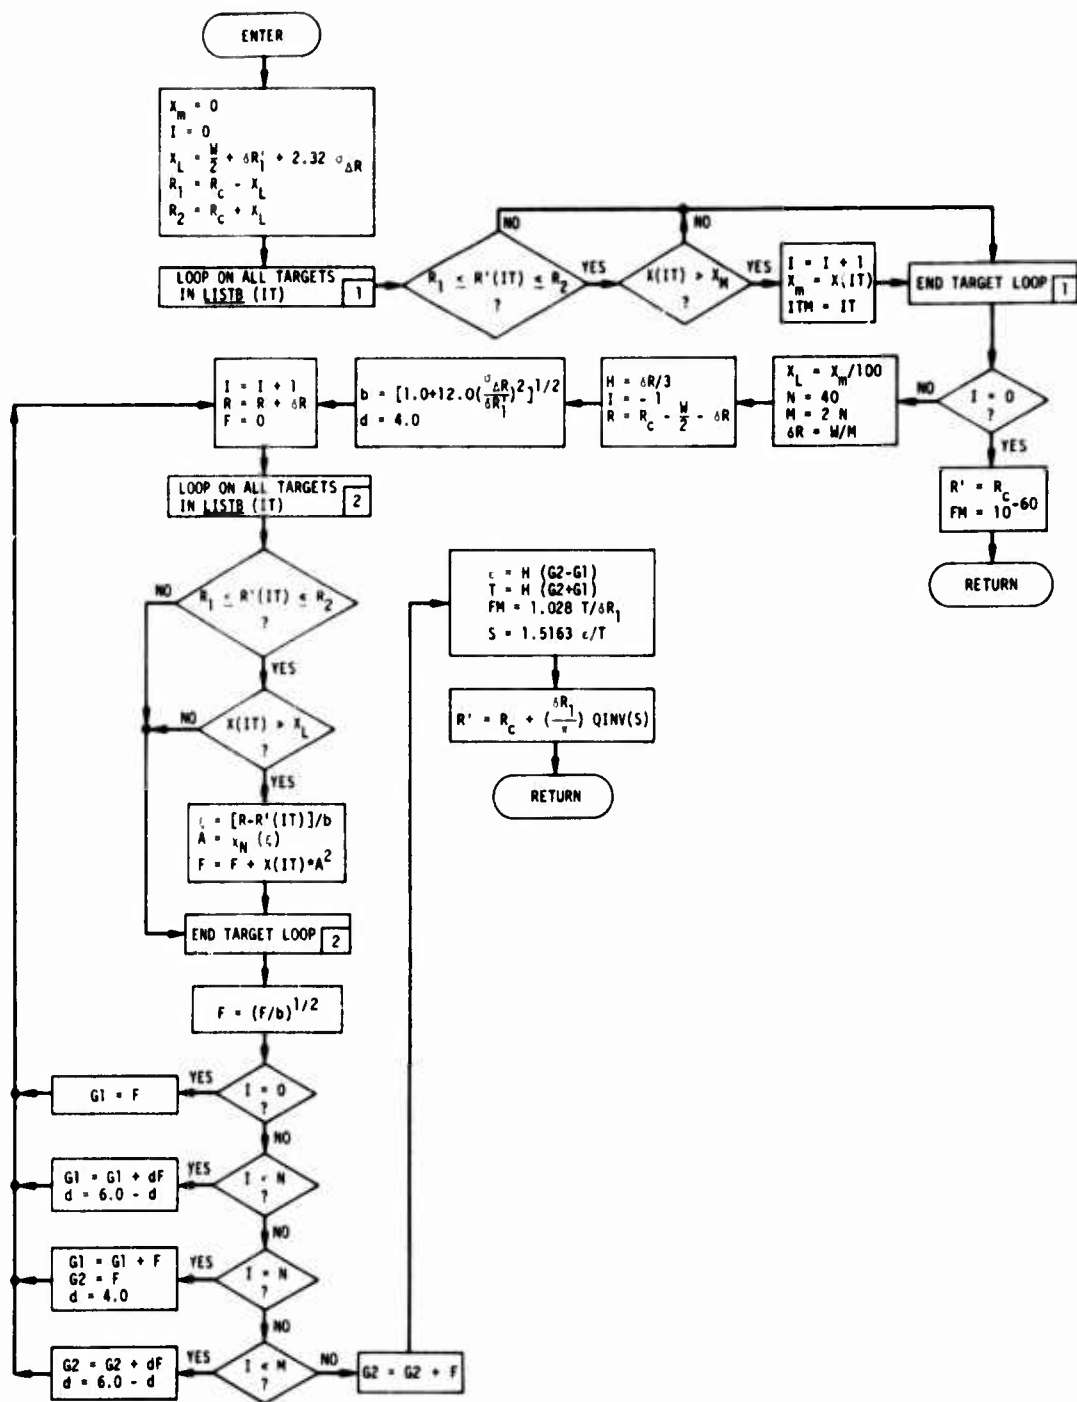 ENTER
X_m = 0
I = 0
X_L = W/2 + δR'_1 + 2.32 σ_ΔR
R_1 = R_c - X_L
R_2 = R_c + X_L
LOOP ON ALL TARGETS
IN LISTB (IT) 1
R_1 ≤ R'(IT) ≤ R_2
?
NO
YES
X(IT) > X_M
?
NO
YES
I = I + 1
X_m = X(IT)
ITM = IT
END TARGET LOOP 1
I = 0
?
NO
YES
R' = R_c
FM = 10^-60
RETURN
X_L = X_m/100
N = 40
M = 2 N
δR = W/M
H = δR/3
I = - 1
R = R_c - W/2 - δR
b = [1.0+12.0(σ_ΔR/δR_1)^2]^1/2
d = 4.0
I = I + 1
R = R + δR
F = 0
LOOP ON ALL TARGETS
IN LISTB (IT) 2
R_1 ≤ R'(IT) ≤ R_2
?
NO
YES
X(IT) > X_L
?
NO
YES
ξ = [R-R'(IT)]/b
A = X_N (ξ)
F = F + X(IT)*A^2
END TARGET LOOP 2
F = (F/b)^1/2
I = 0
?
YES
NO
G1 = F
I < N
?
YES
NO
G1 = G1 + dF
d = 6.0 - d
I = N
?
YES
NO
G1 = G1 + F
G2 = F
d = 4.0
I < M
?
YES
NO
G2 = G2 + dF
d = 6.0 - d
G2 = G2 + F
ε = H (G2-G1)
T = H (G2+G1)
FM = 1.028 T/δR_1
S = 1.5163 ε/T
R' = R_c + (δR_1/π) QINV(S)
RETURN